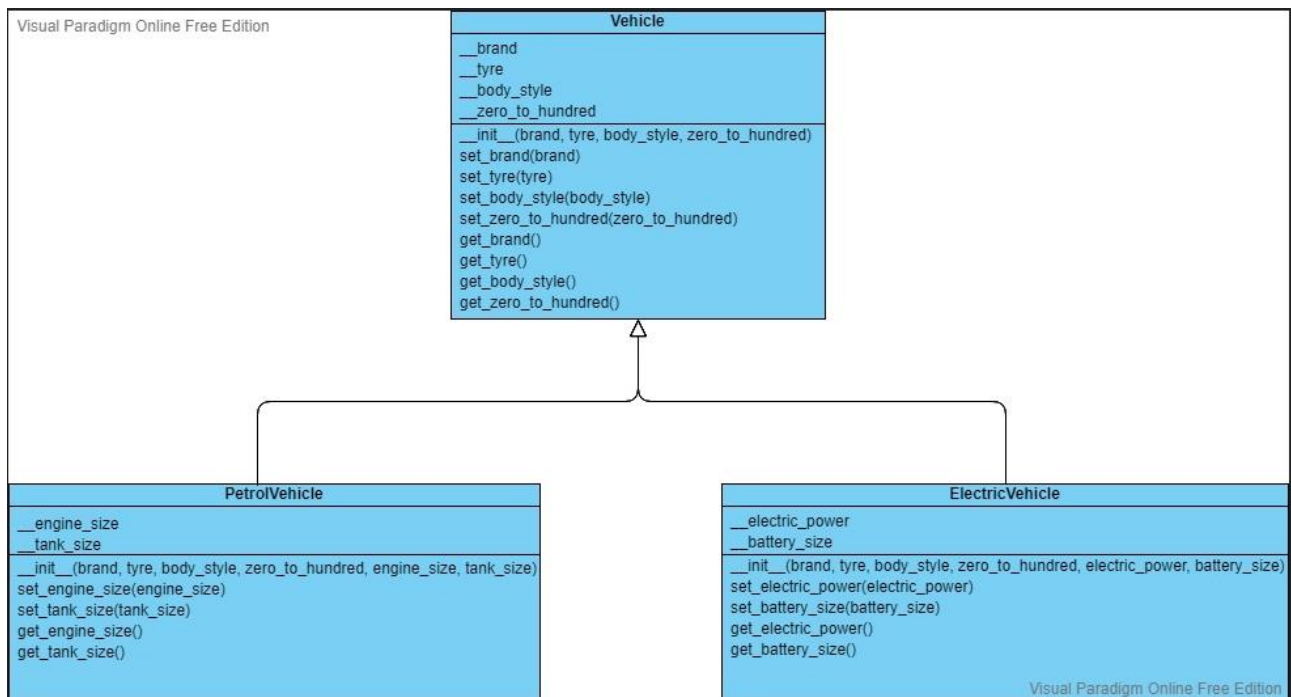 Visual Paradigm Online Free Edition
Vehicle
__brand
__tyre
__body_style
__zero_to_hundred
__init__(brand, tyre, body_style, zero_to_hundred)
set_brand(brand)
set_tyre(tyre)
set_body_style(body_style)
set_zero_to_hundred(zero_to_hundred)
get_brand()
get_tyre()
get_body_style()
get_zero_to_hundred()
PetrolVehicle
__engine_size
__tank_size
__init__(brand, tyre, body_style, zero_to_hundred, engine_size, tank_size)
set_engine_size(engine_size)
set_tank_size(tank_size)
get_engine_size()
get_tank_size()
ElectricVehicle
__electric_power
__battery_size
__init__(brand, tyre, body_style, zero_to_hundred, electric_power, battery_size)
set_electric_power(electric_power)
set_battery_size(battery_size)
get_electric_power()
get_battery_size()
Visual Paradigm Online Free Edition